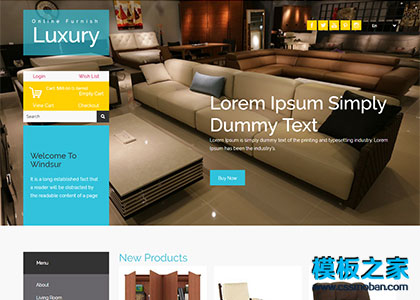 Online Furnish
Luxury
Login
Wish List
Cart:
View Cart
Simply Cart
Checkout
Search
En
Lorem Ipsum Simply
Dummy Text
Lorem Ipsum is simply dummy text of the printing and typesetting industry. Lorem
Ipsum has been the industry's
Buy Now
Welcome To
Windsur
It is a long established fact that
a reader will be distracted by
the readable content of a page
Menu
About
Living Room
New Products
模板之家
www.cssmoban.com